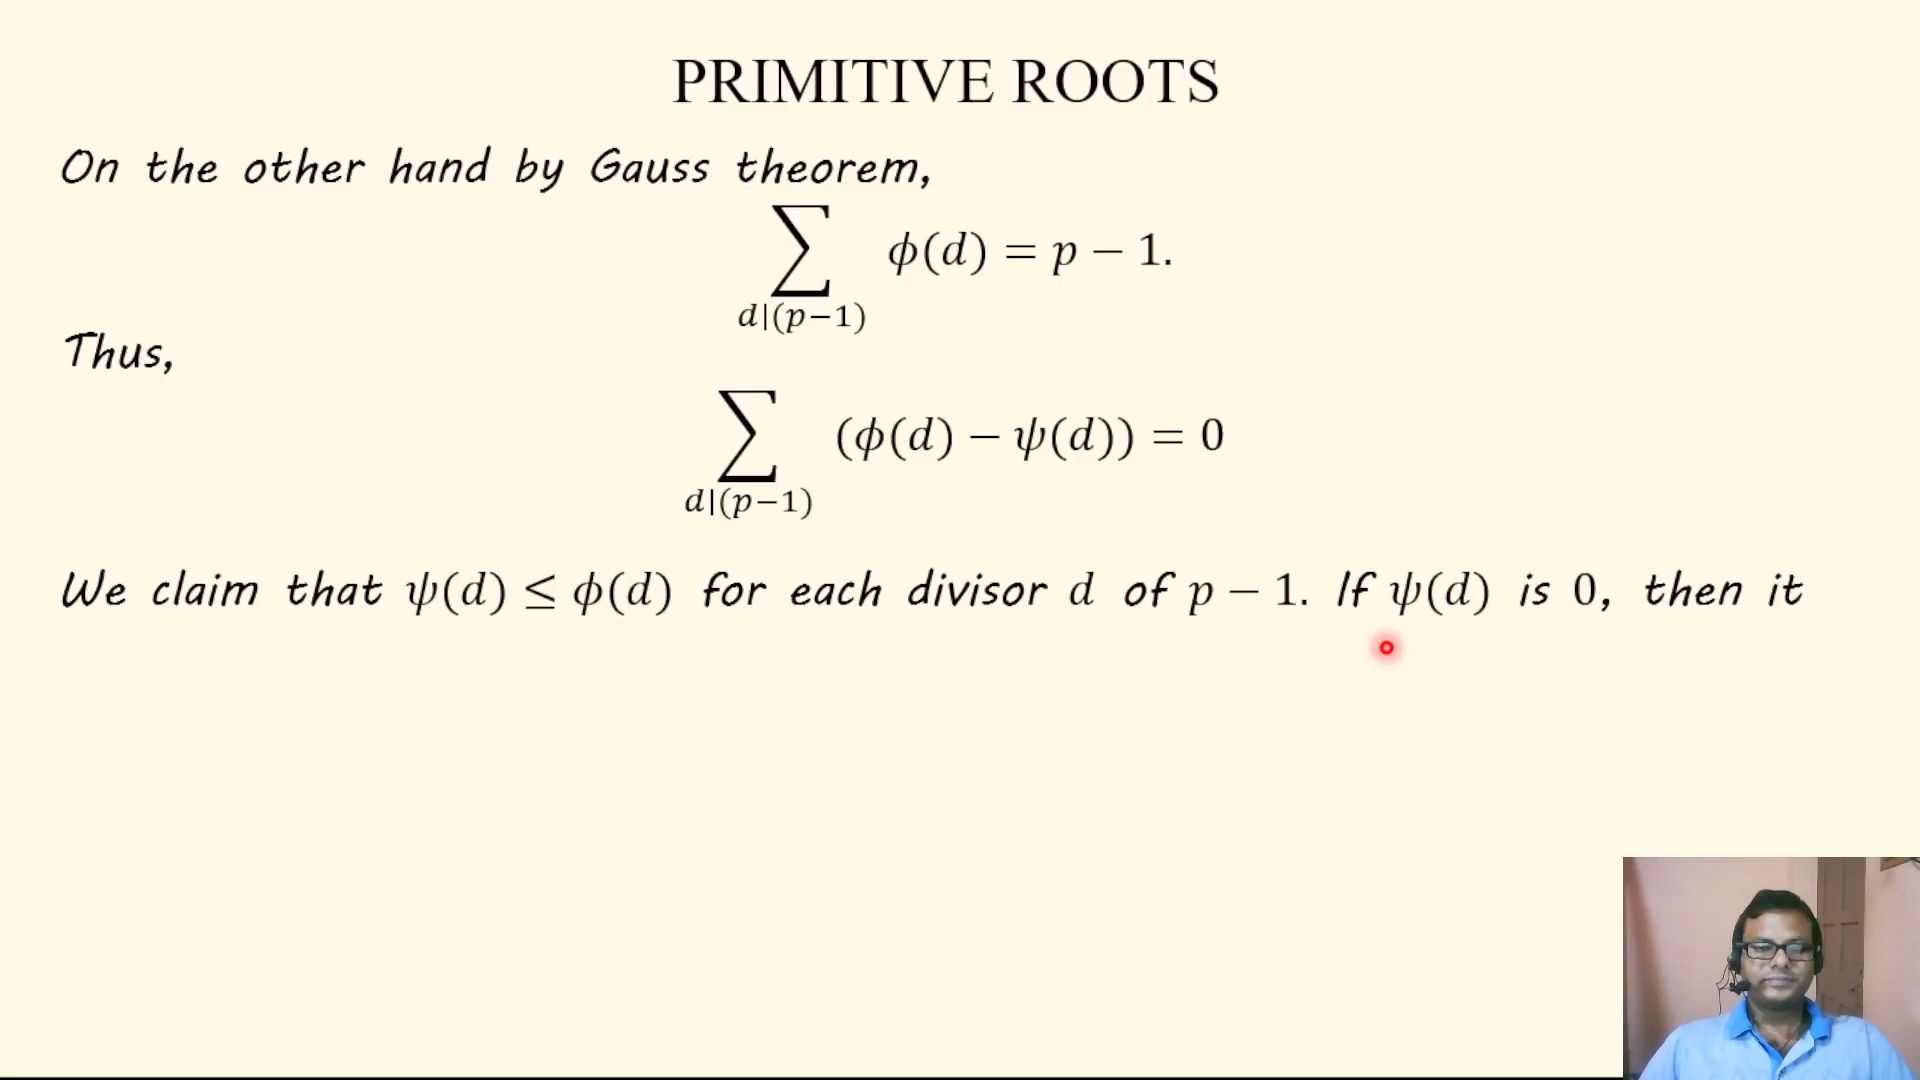 PRIMITIVE ROOTS
On the other hand by Gauss theorem,
∑ ϕ(d) = p − 1.
d|(p−1)
Thus,
∑ (ϕ(d) − ψ(d)) = 0
d|(p−1)
We claim that ψ(d) ≤ ϕ(d) for each divisor d of p − 1. If ψ(d) is 0, then it